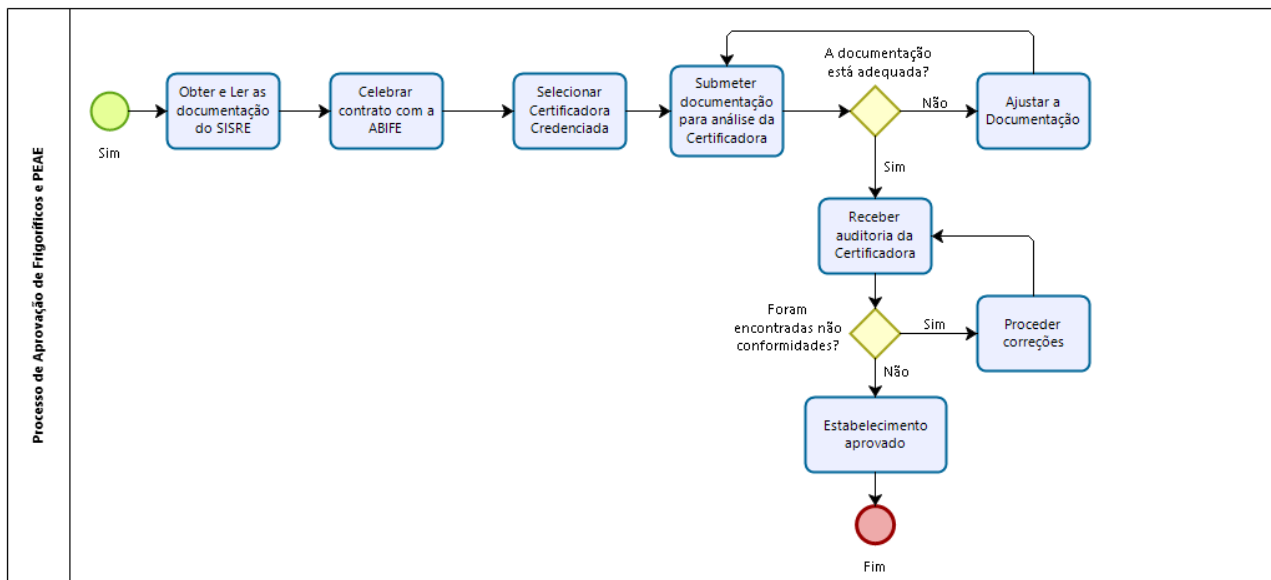 Processo de Aprovação de Frigoríficos e PEAE
Sim
Obter e Ler as
documentação
do SISRE
Celebrar
contrato com a
ABIFE
Selecionar
Certificadora
Credenciada
Submeter
documentação
para análise da
Certificadora
A documentação
está adequada?
Não
Ajustar a
Documentação
Sim
Receber
auditoria da
Certificadora
Foram
encontradas não
conformidades?
Sim
Proceder
correções
Não
Estabelecimento
aprovado
Fim